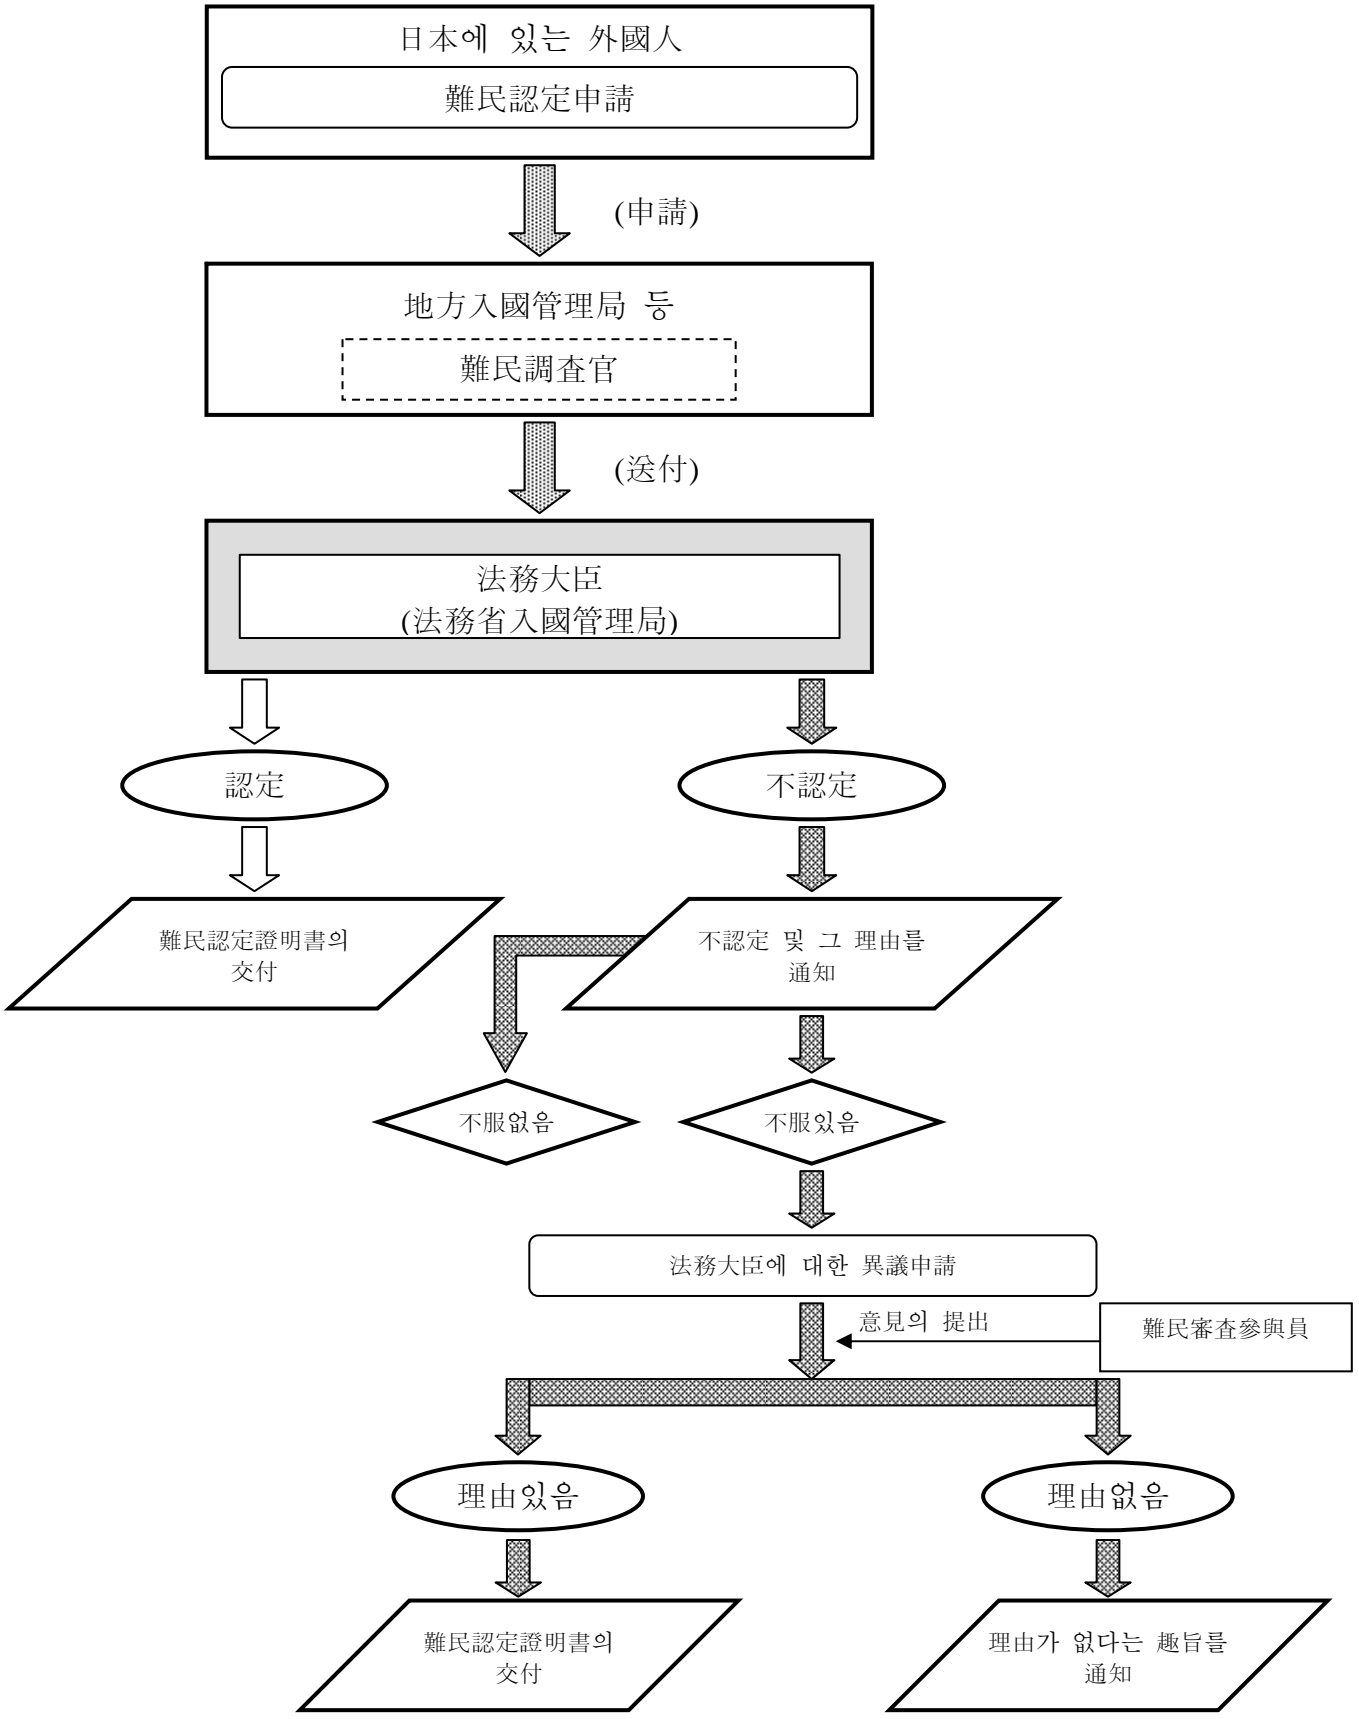 日本에 있는 外國人
難民認定申請
(申請)
地方入國管理局 등
難民調査官
(送付)
法務大臣
(法務省入國管理局)
認定
不認定
難民認定證明書의
交付
不認定 및 그 理由를
通知
不服없음
不服있음
法務大臣에 대한 異議申請
意見의 提出
難民審査參與員
理由있음
理由없음
難民認定證明書의
交付
理由가 없다는 趣旨를
通知